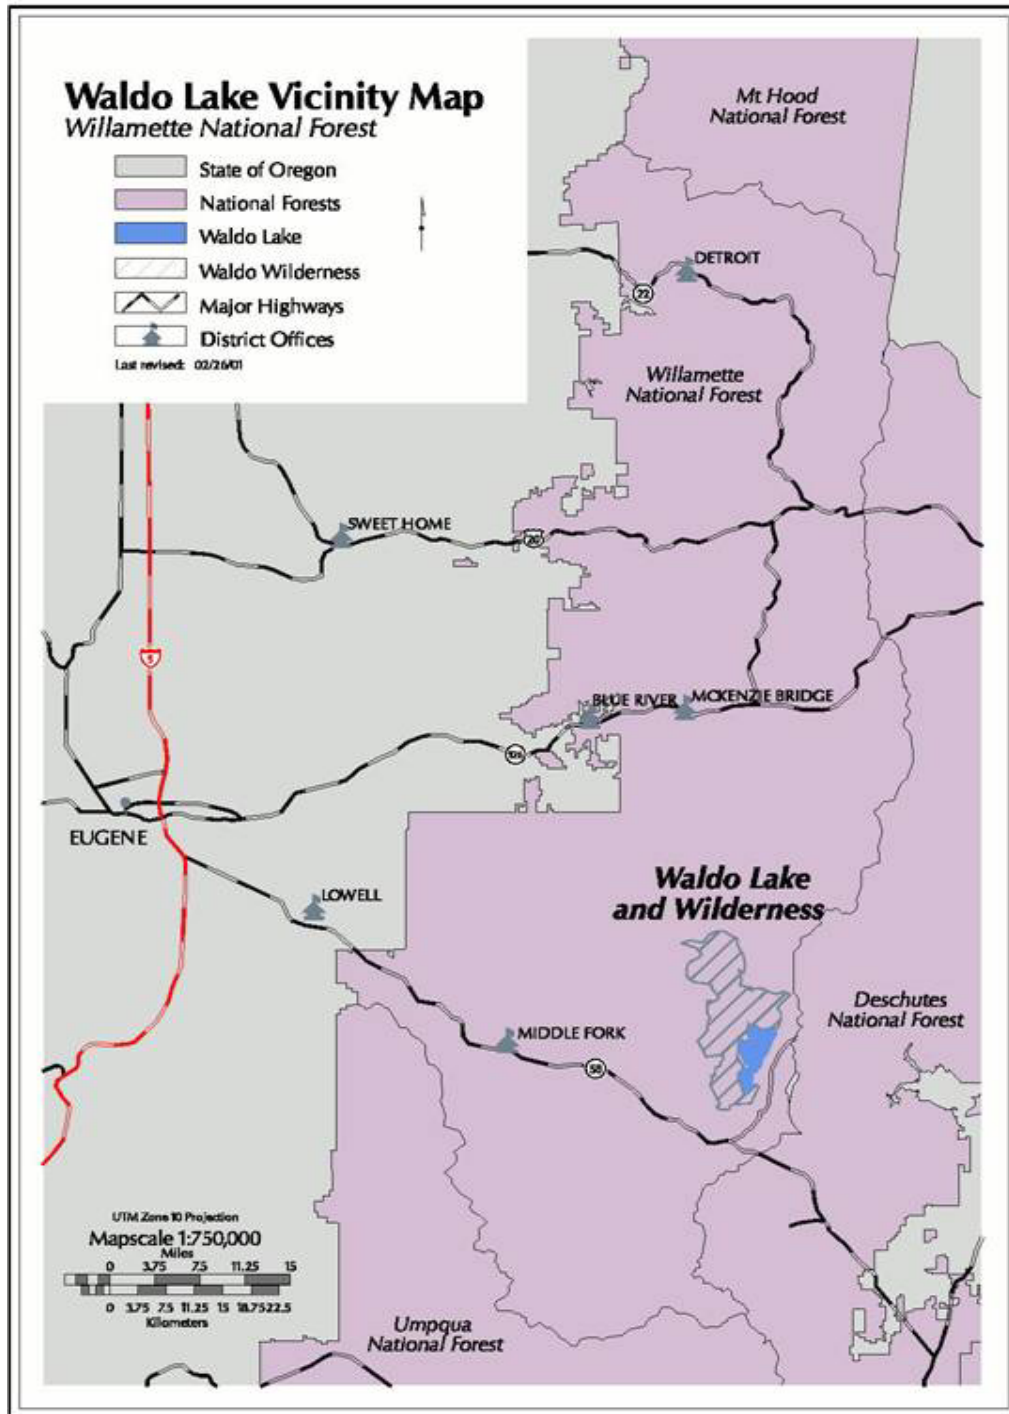 Waldo Lake Vicinity Map
Willamette National Forest
State of Oregon
National Forests
Waldo Lake
Waldo Wilderness
Major Highways
District Offices
Last revised: 02/26/01
Mt Hood
National Forest
DETROIT
22
Willamette
National Forest
SWEET HOME
20
5
BLUE RIVER
MCKENZIE BRIDGE
126
EUGENE
LOWELL
Waldo Lake
and Wilderness
Deschutes
National Forest
MIDDLE FORK
58
UTM Zone 10 Projection
Mapscale 1:750,000
Miles
0 3.75 7.5 11.25 15
0 3.75 7.5 11.25 15 18.75 22.5
Kilometers
Umpqua
National Forest